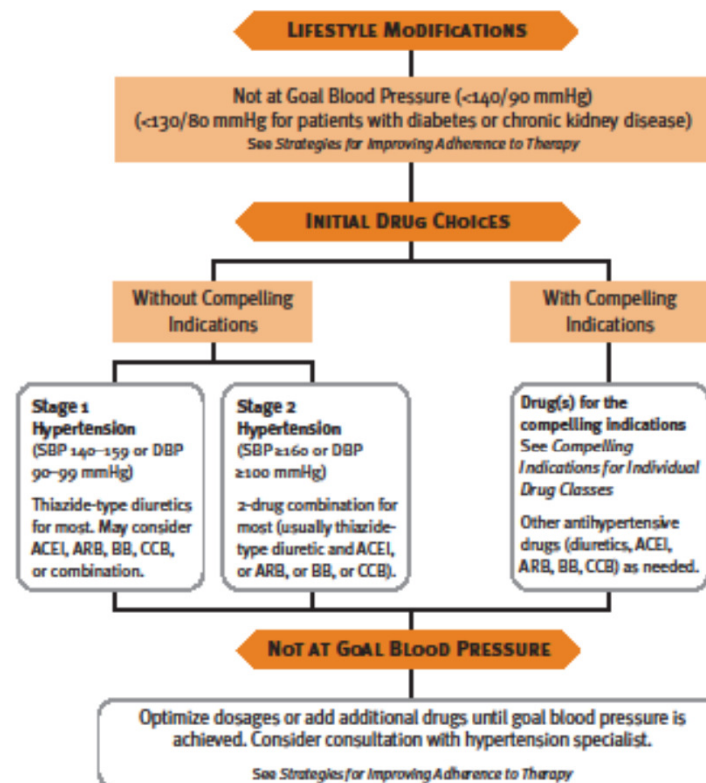 Lifestyle Modifications
Not at Goal Blood Pressure (<140/90 mmHg)
(<130/80 mmHg for patients with diabetes or chronic kidney disease)
See Strategies for Improving Adherence to Therapy
Initial Drug Choices
Without Compelling
Indications
With Compelling
Indications
Stage 1
Hypertension
(SBP 140–159 or DBP
90–99 mmHg)
Thiazide-type diuretics
for most. May consider
ACEI, ARB, BB, CCB,
or combination.
Stage 2
Hypertension
(SBP ≥160 or DBP
≥100 mmHg)
2-drug combination for
most (usually thiazide-
type diuretic and ACEI,
or ARB, or BB, or CCB).
Drug(s) for the
compelling indications
See Compelling
Indications for Individual
Drug Classes
Other antihypertensive
drugs (diuretics, ACEI,
ARB, BB, CCB) as needed.
Not at Goal Blood Pressure
Optimize dosages or add additional drugs until goal blood pressure is
achieved. Consider consultation with hypertension specialist.
See Strategies for Improving Adherence to Therapy